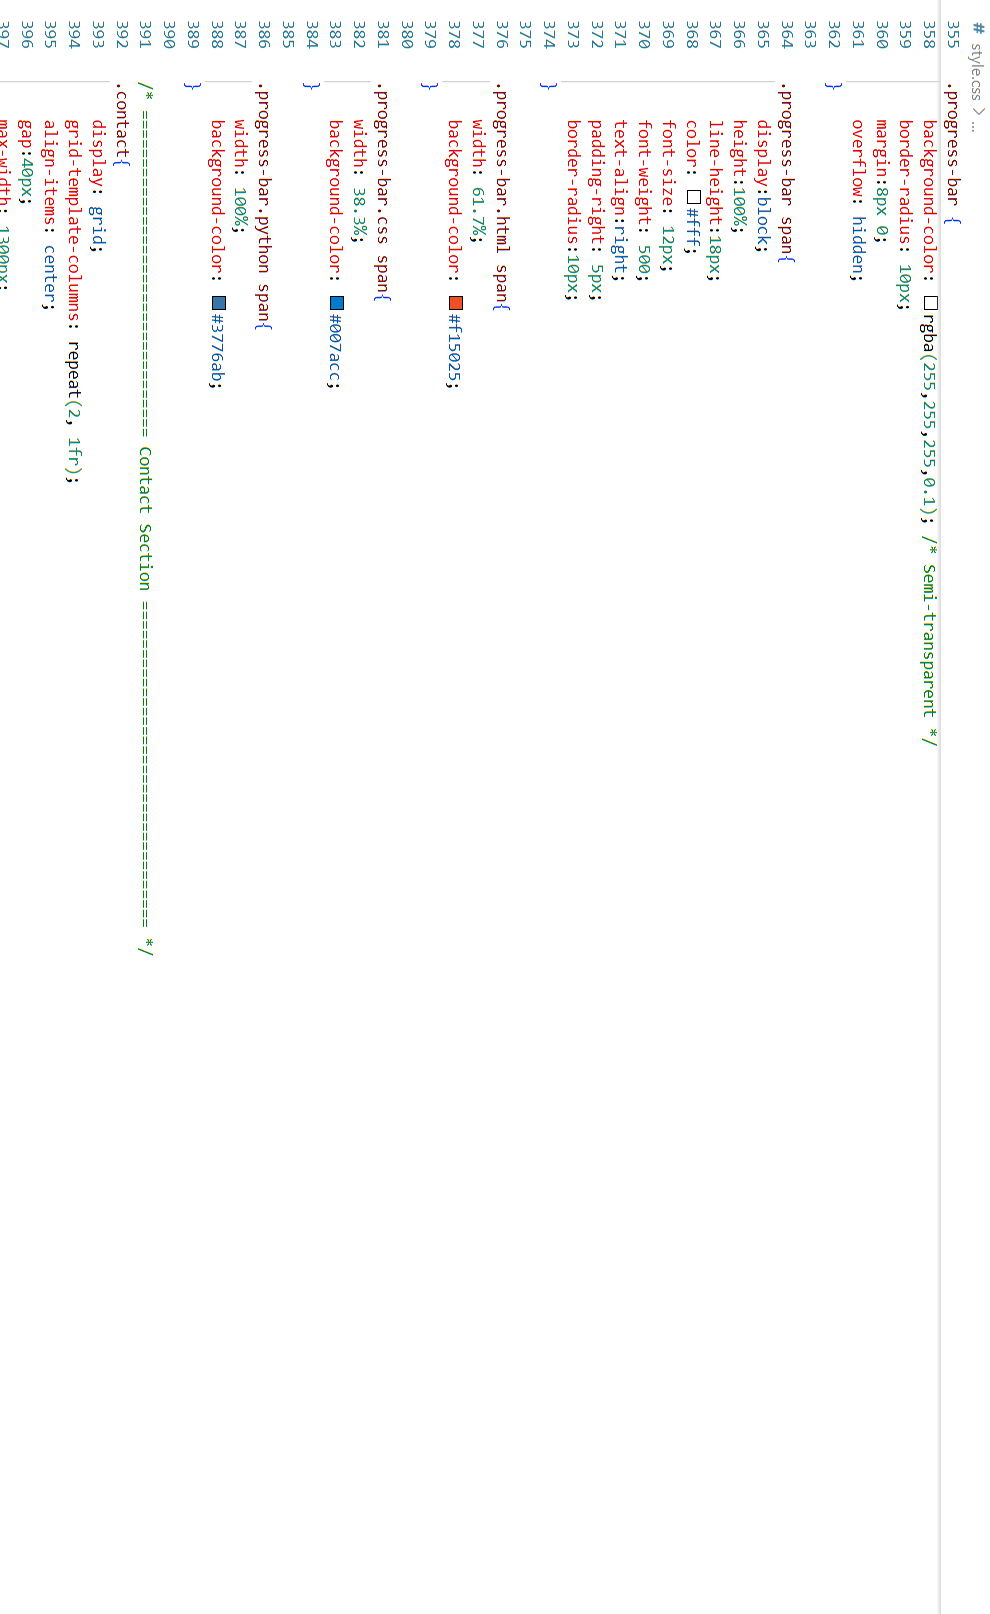 # style.css > ...
355 .progress-bar {
358 background-color: rgba(255,255,255,0.1); /* Semi-transparent */
359 border-radius: 10px;
360 margin:8px 0;
361 overflow: hidden;
362 }
363
364 .progress-bar span{
365 display:block;
366 height:100%;
367 line-height:18px;
368 color: #fff;
369 font-size: 12px;
370 font-weight: 500;
371 text-align:right;
372 padding-right: 5px;
373 border-radius:10px;
374 }
375
376 .progress-bar.html span{
377 width: 61.7%;
378 background-color: #f15025;
379 }
380
381 .progress-bar.css span{
382 width: 38.3%;
383 background-color: #007acc;
384 }
385
386 .progress-bar.python span{
387 width: 100%;
388 background-color: #3776ab;
389 }
390
391 /* ================================== Contact Section ================================== */
392 .contact{
393 display: grid;
394 grid-template-columns: repeat(2, 1fr);
395 align-items: center;
396 gap:40px;
397 max-width: 1300px;